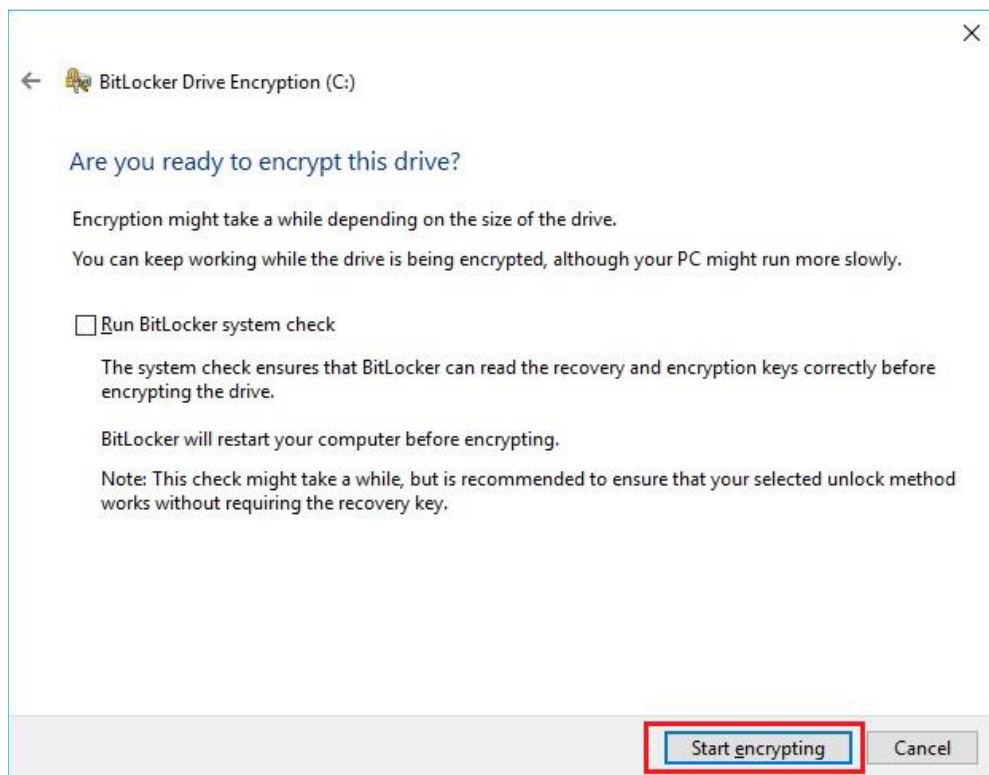 BitLocker Drive Encryption (C:)
Are you ready to encrypt this drive?
Encryption might take a while depending on the size of the drive.
You can keep working while the drive is being encrypted, although your PC might run more slowly.
Run BitLocker system check
The system check ensures that BitLocker can read the recovery and encryption keys correctly before
encrypting the drive.
BitLocker will restart your computer before encrypting.
Note: This check might take a while, but is recommended to ensure that your selected unlock method
works without requiring the recovery key.
Start encrypting Cancel